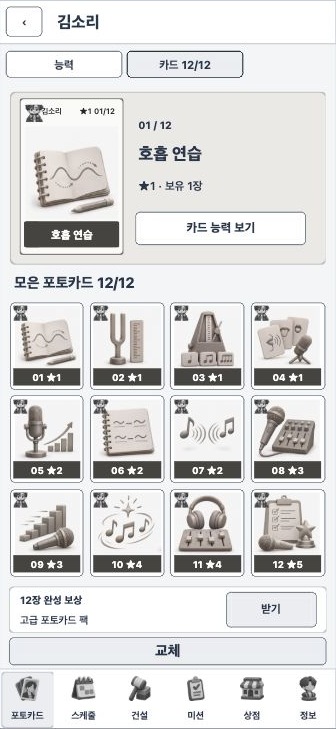 ‹ 김소리
능력 카드 12/12
김소리 ★1 01/12
호흡 연습
01 / 12
호흡 연습
★1 · 보유 1장
카드 능력 보기
모은 포토카드 12/12
01 ★1 02 ★1 03 ★1 04 ★1
05 ★2 06 ★2 07 ★2 08 ★3
09 ★3 10 ★4 11 ★4 12 ★5
12장 완성 보상
고급 포토카드 팩
받기
교체
포토카드 스케줄 건설 미션 상점 정보